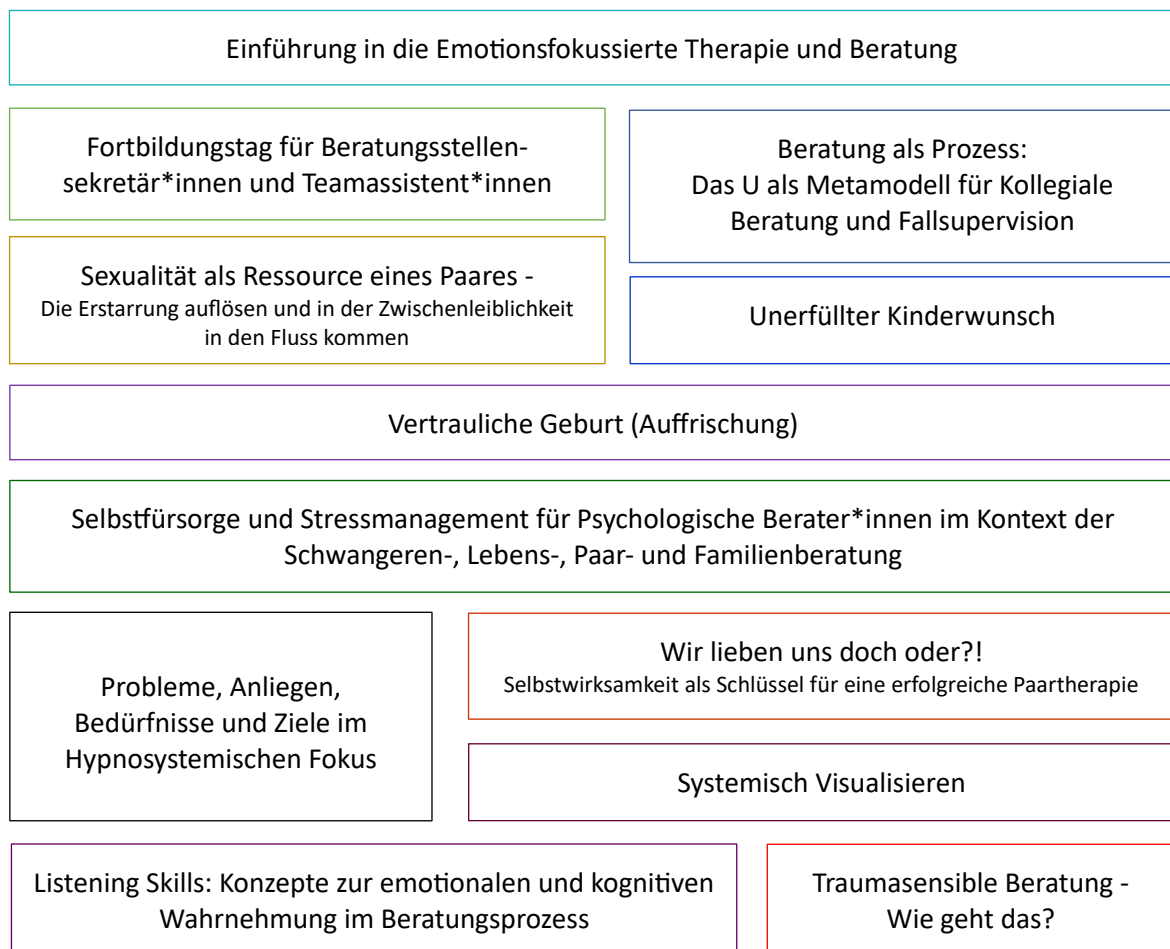 Einführung in die Emotionsfokussierte Therapie und Beratung
Fortbildungstag für Beratungsstellen-
sekretär*innen und Teamassistent*innen
Beratung als Prozess:
Das U als Metamodell für Kollegiale
Beratung und Fallsupervision
Sexualität als Ressource eines Paares -
Die Erstarrung auflösen und in der Zwischenleiblichkeit
in den Fluss kommen
Unerfüllter Kinderwunsch
Vertrauliche Geburt (Auffrischung)
Selbstfürsorge und Stressmanagement für Psychologische Berater*innen im Kontext der
Schwangeren-, Lebens-, Paar- und Familienberatung
Probleme, Anliegen,
Bedürfnisse und Ziele im
Hypnosystemischen Fokus
Wir lieben uns doch oder?!
Selbstwirksamkeit als Schlüssel für eine erfolgreiche Paartherapie
Systemisch Visualisieren
Listening Skills: Konzepte zur emotionalen und kognitiven
Wahrnehmung im Beratungsprozess
Traumasensible Beratung -
Wie geht das?